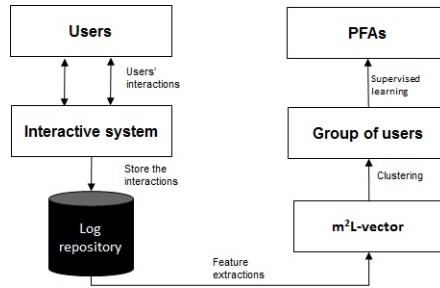 Users
Users'
interactions
Interactive system
Store the
interactions
Log
repository
Feature
extractions
m²L-vector
Clustering
Group of users
Supervised
learning
PFAs